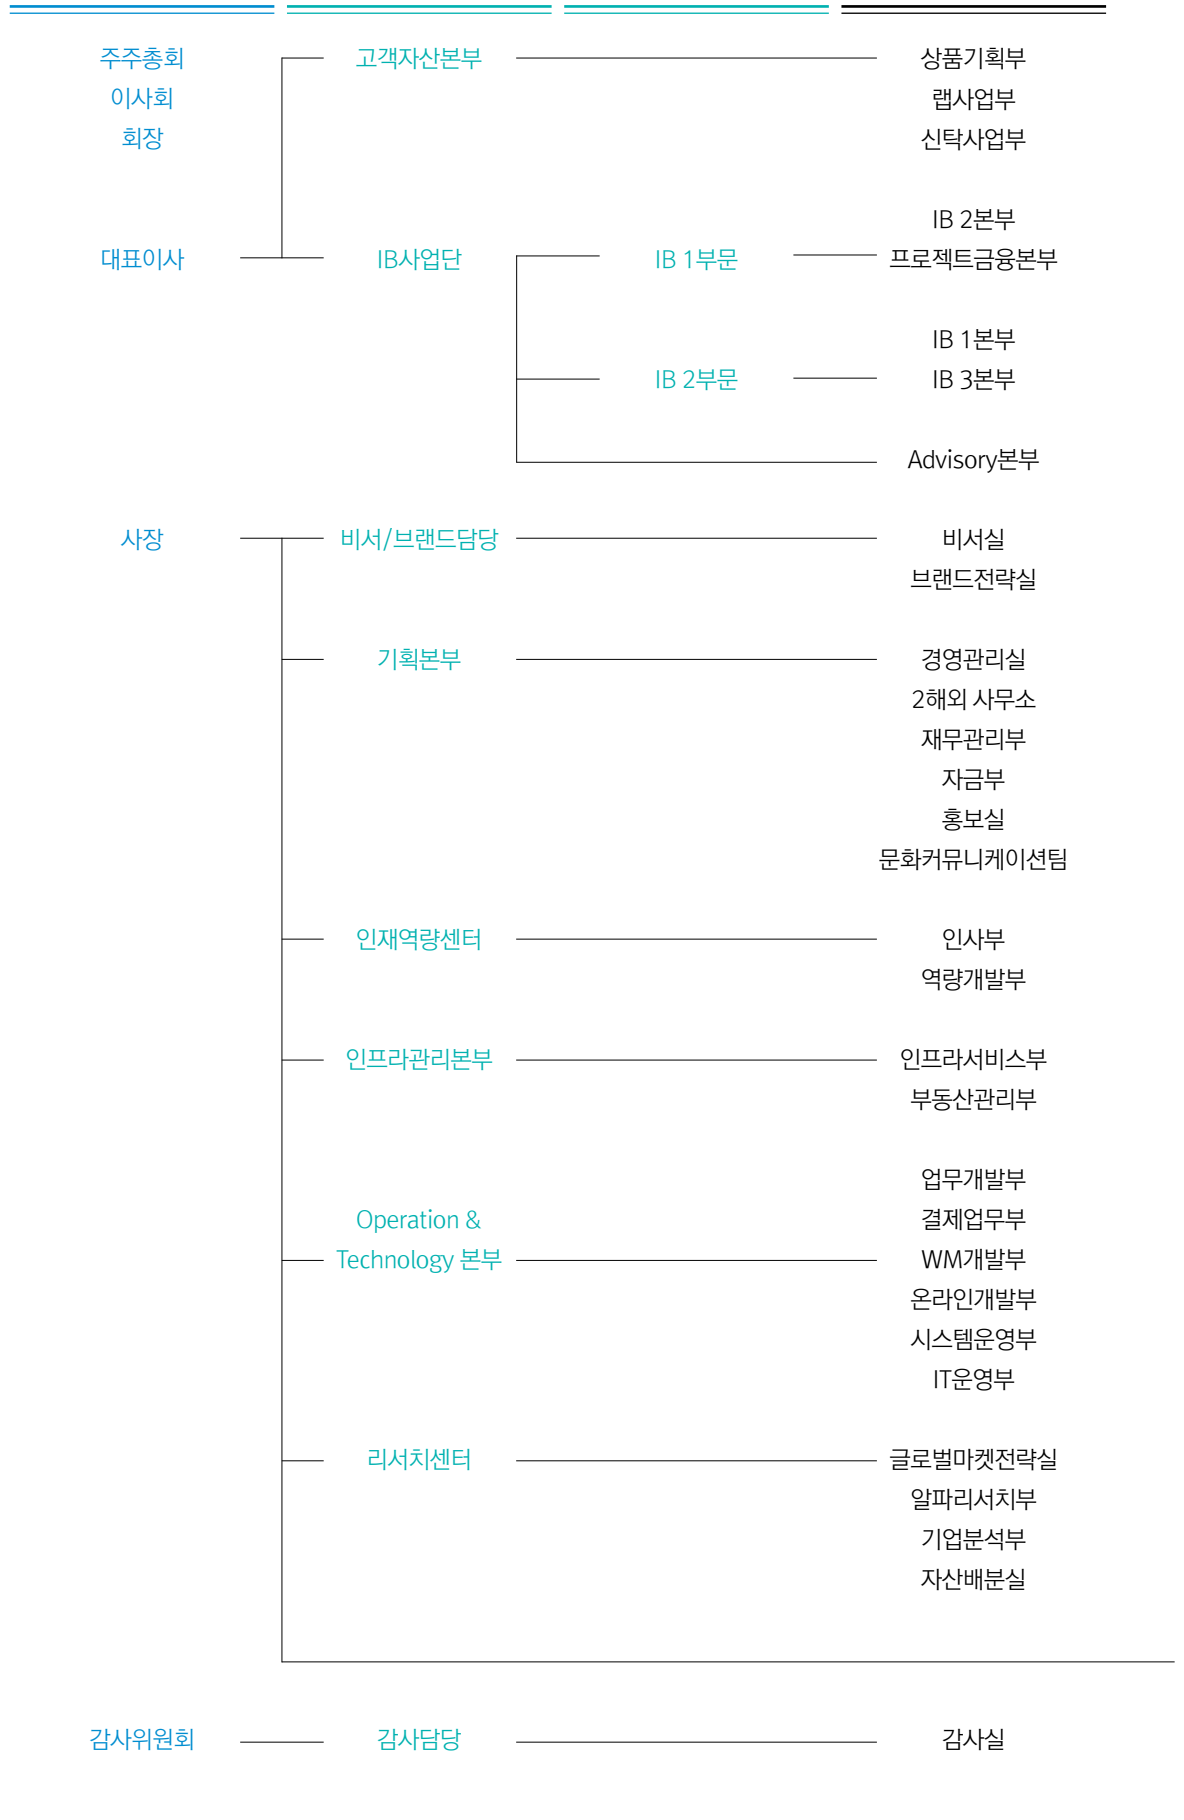 주주총회
이사회
회장
고객자산본부
상품기획부
랩사업부
신탁사업부
대표이사
IB사업단
IB 1부문
IB 2본부
프로젝트금융본부
IB 2부문
IB 1본부
IB 3본부
Advisory본부
사장
비서/브랜드담당
비서실
브랜드전략실
기획본부
경영관리실
2해외 사무소
재무관리부
자금부
홍보실
문화커뮤니케이션팀
인재역량센터
인사부
역량개발부
인프라관리본부
인프라서비스부
부동산관리부
Operation &
Technology 본부
업무개발부
결제업무부
WM개발부
온라인개발부
시스템운영부
IT운영부
리서치센터
글로벌마켓전략실
알파리서치부
기업분석부
자산배분실
감사위원회
감사담당
감사실